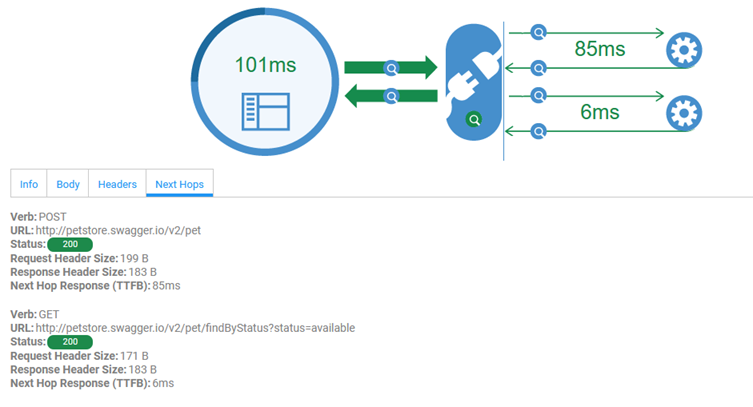 101ms
85ms
6ms
Info Body Headers Next Hops
Verb: POST
URL: http://petstore.swagger.io/v2/pet
Status: 200
Request Header Size: 199 B
Response Header Size: 183 B
Next Hop Response (TTFB): 85ms
Verb: GET
URL: http://petstore.swagger.io/v2/pet/findByStatus?status=available
Status: 200
Request Header Size: 171 B
Response Header Size: 183 B
Next Hop Response (TTFB): 6ms